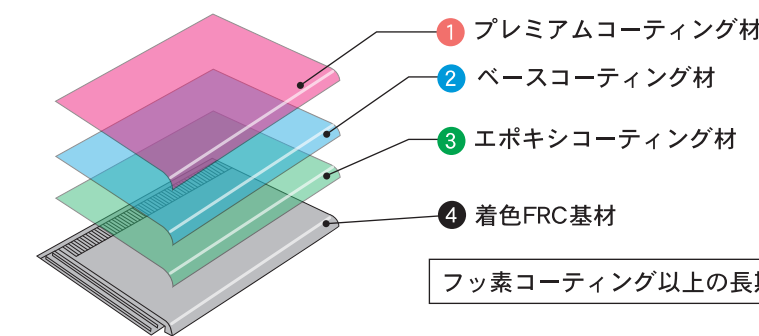 1 プレミアムコーティング材
2 ベースコーティング材
3 エポキシコーティング材
4 着色FRC基材
フッ素コーティング以上の長期